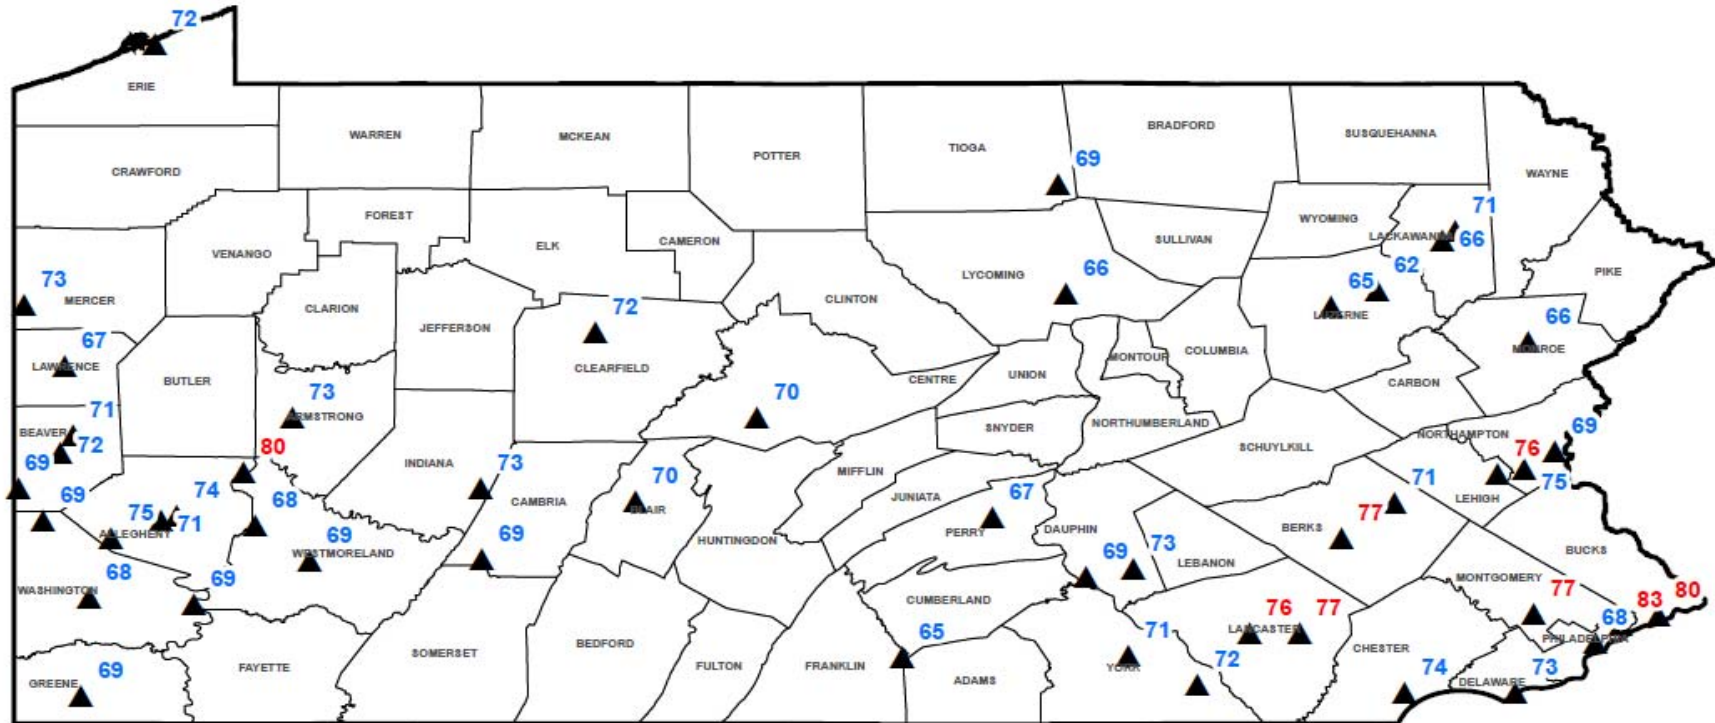 72
ERIE
WARREN
MCKEAN
POTTER
TIOGA
BRADFORD
SUSQUEHANNA
69
CRAWFORD
WAYNE
FOREST
WYOMING
71
VENANGO
ELK
CAMERON
SULLIVAN
LACKAWANNA
66
73
MERCER
CLARION
72
CLINTON
LYCOMING
66
65
62
PIKE
LUZERNE
67
JEFFERSON
66
LAWRENCE
CLEARFIELD
MONTOUR
COLUMBIA
MONROE
BUTLER
CENTRE
UNION
CARBON
73
ARMSTRONG
70
71
BEAVER
72
SNYDER
NORTHUMBERLAND
69
NORTHAMPTON
80
SCHUYLKILL
76
69
INDIANA
73
MIFFLIN
74
CAMBRIA
70
JUNIATA
67
71
LEHIGH
75
69
75
71
68
BLAIR
ALLEGHENY
69
WESTMORELAND
HUNTINGDON
PERRY
DAUPHIN
BERKS
77
68
69
69
73
LEBANON
BUCKS
WASHINGTON
69
CUMBERLAND
MONTGOMERY
77
83
80
65
76
77
68
LANCASTER
PHILADELPHIA
SOMERSET
BEDFORD
71
CHESTER
GREENE
69
FAYETTE
FULTON
FRANKLIN
ADAMS
YORK
72
74
DELAWARE
73